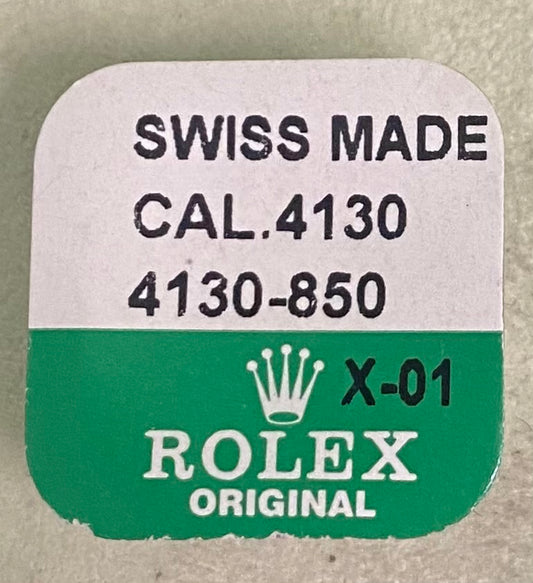 SWISS MADE
CAL.4130
4130-850
X-01
ROLEX
ORIGINAL